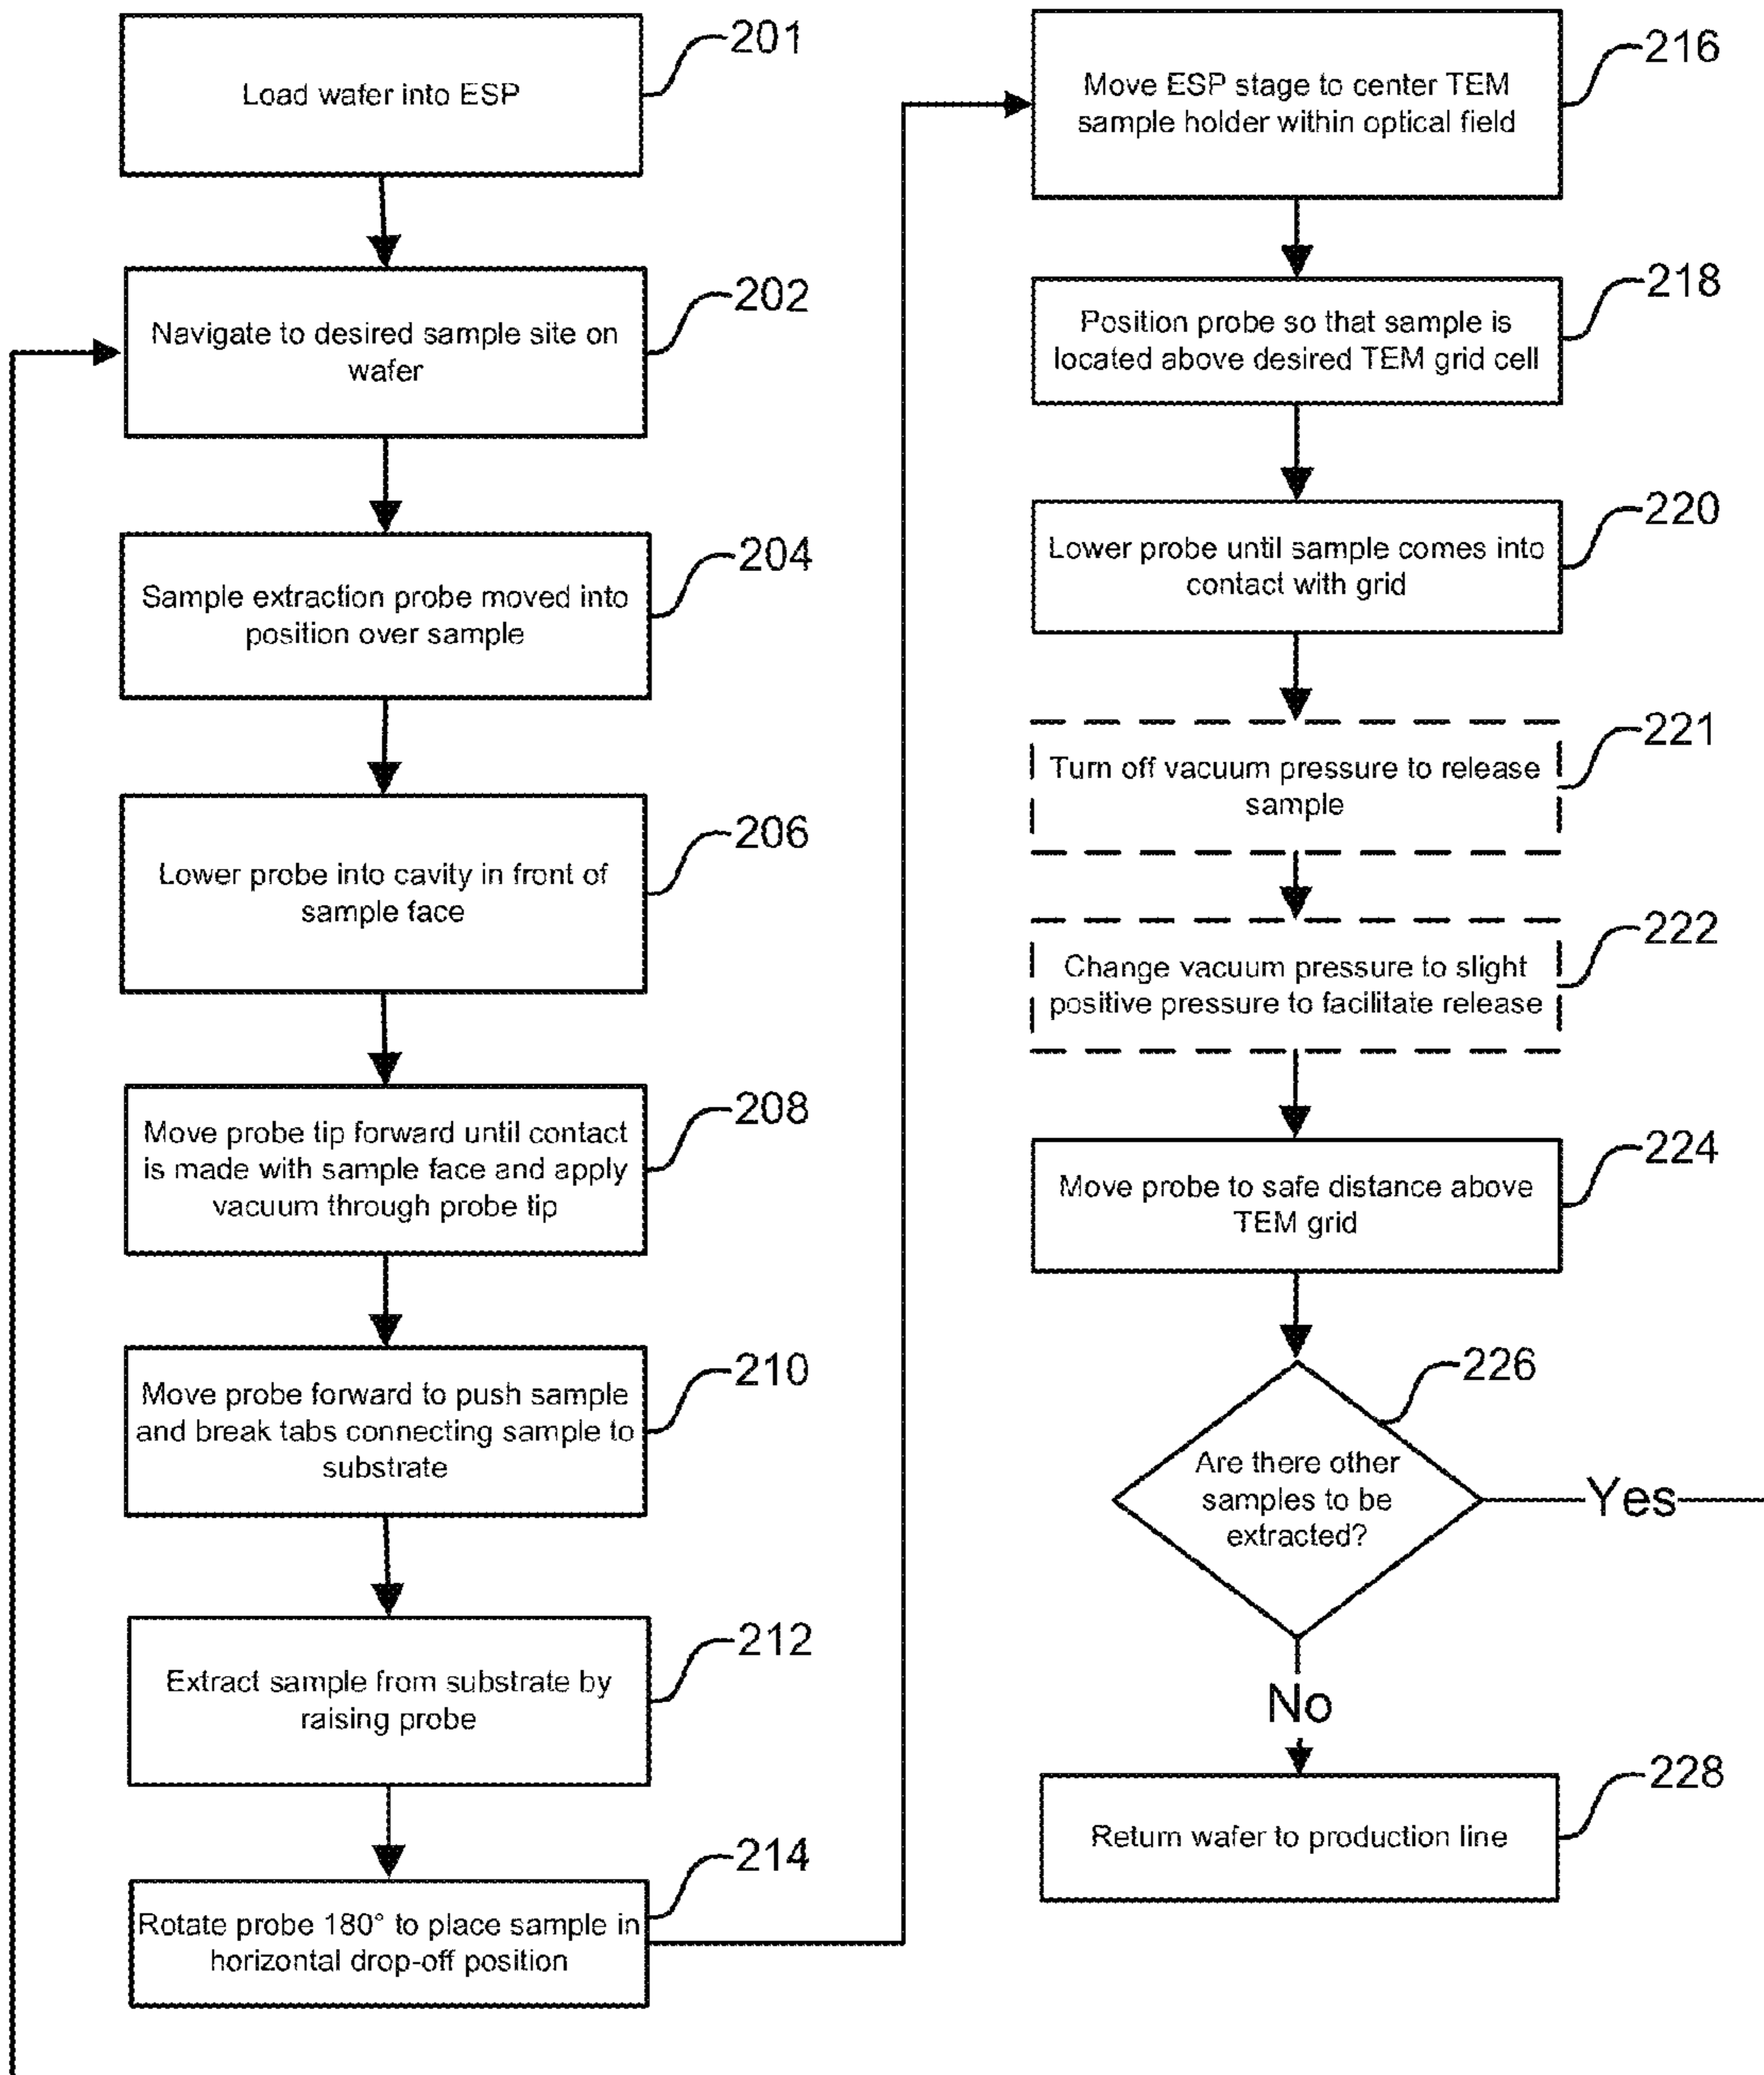 Load wafer into ESP
201
Navigate to desired sample site on
wafer
202
Sample extraction probe moved into
position over sample
204
Lower probe into cavity in front of
sample face
206
Move probe tip forward until contact
is made with sample face and apply
vacuum through probe tip
208
Move probe forward to push sample
and break tabs connecting sample to
substrate
210
Extract sample from substrate by
raising probe
212
Rotate probe 180° to place sample in
horizontal drop-off position
214
Move ESP stage to center TEM
sample holder within optical field
216
Position probe so that sample is
located above desired TEM grid cell
218
Lower probe until sample comes into
contact with grid
220
Turn off vacuum pressure to release
sample
221
Change vacuum pressure to slight
positive pressure to facilitate release
222
Move probe to safe distance above
TEM grid
224
Are there other
samples to be
extracted?
226
Yes
No
Return wafer to production line
228